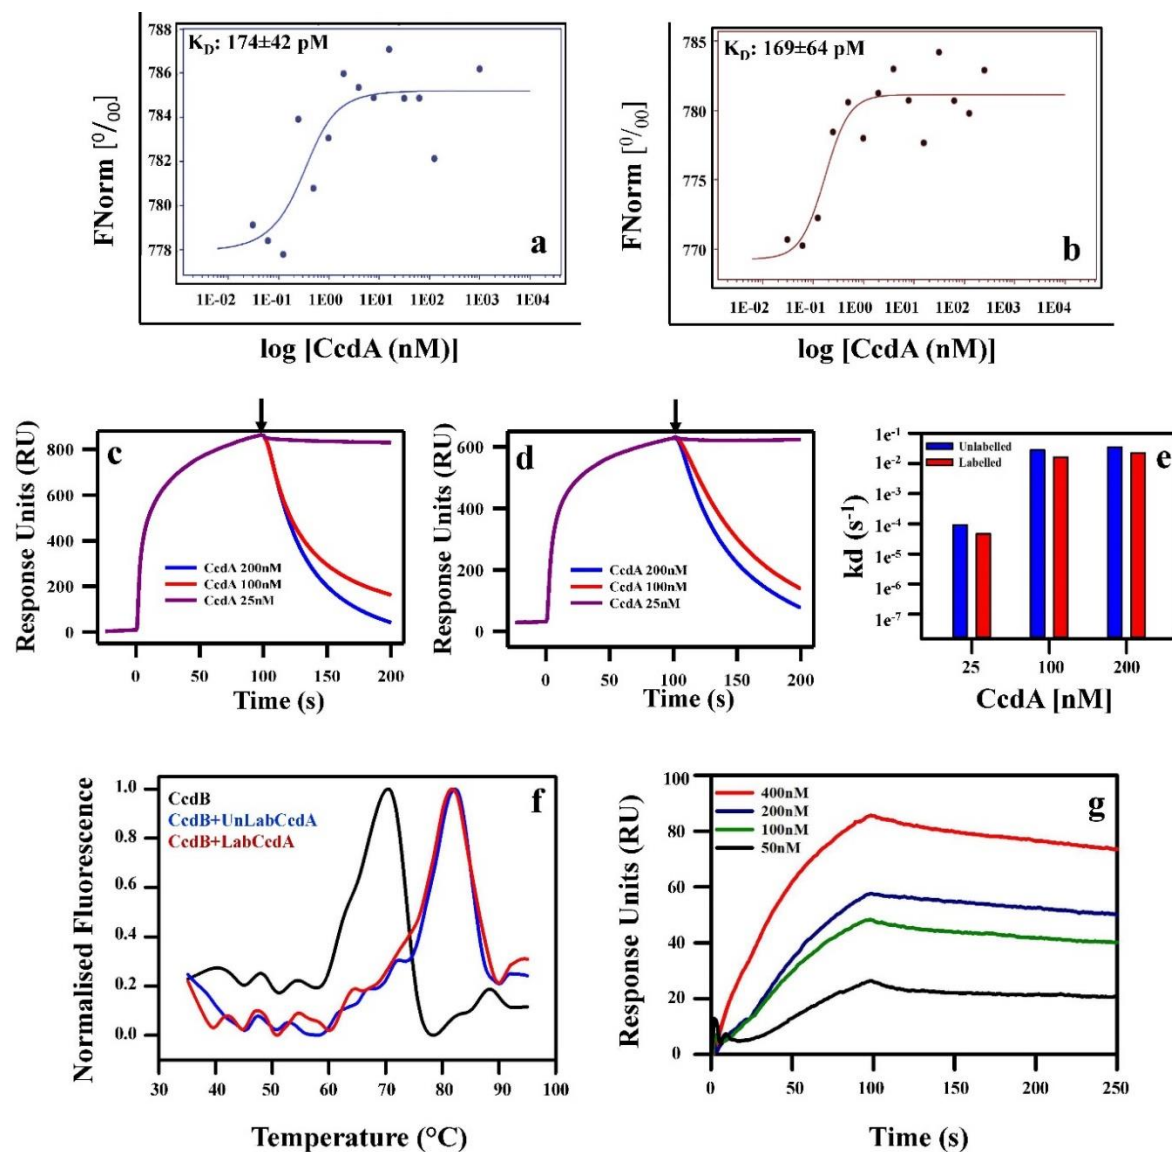 K_D: 174±42 pM
788
786
784
782
780
778
FNorm [⁰/₀₀]
a
1E-02 1E-01 1E00 1E01 1E02 1E03 1E04
log [CcdA (nM)]
K_D: 169±64 pM
785
780
775
770
FNorm [⁰/₀₀]
b
1E-02 1E-01 1E00 1E01 1E02 1E03 1E04
log [CcdA (nM)]
c
800
600
400
200
0
Response Units (RU)
CcdA 200nM
CcdA 100nM
CcdA 25nM
0 50 100 150 200
Time (s)
d
600
400
200
0
Response Units (RU)
CcdA 200nM
CcdA 100nM
CcdA 25nM
0 50 100 150 200
Time (s)
e
Unlabelled
Labelled
1e⁻¹
1e⁻²
1e⁻³
1e⁻⁴
1e⁻⁵
1e⁻⁶
1e⁻⁷
kd (s⁻¹)
25 100 200
CcdA [nM]
f
CcdB
CcdB+UnLabCcdA
CcdB+LabCcdA
1.0
0.8
0.6
0.4
0.2
0.0
Normalised Fluorescence
30 40 50 60 70 80 90 100
Temperature (°C)
g
400nM
200nM
100nM
50nM
100
80
60
40
20
0
Response Units (RU)
0 50 100 150 200 250
Time (s)